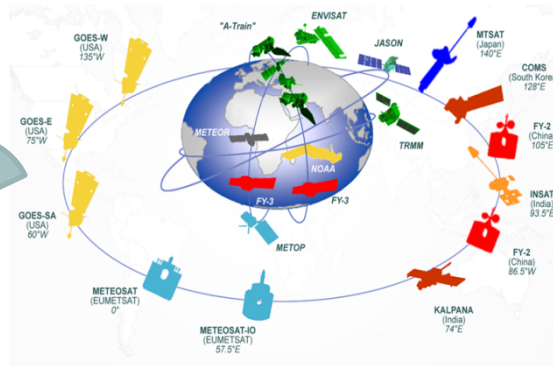 GOES-W
(USA)
135°W
"A-Train"
ENVISAT
JASON
MTSAT
(Japan)
140°E
COMS
(South Kore
128°E
GOES-E
(USA)
75°W
METEOR
NOAA
TRMM
FY-2
(China)
105°E
INSAT
(India)
93.5°E
FY-3
FY-3
GOES-SA
(USA)
60°W
METOP
FY-2
(China)
86.5°W
METEOSAT
(EUMETSAT)
0°
METEOSAT-IO
(EUMETSAT)
57.5°E
KALPANA
(India)
74°E